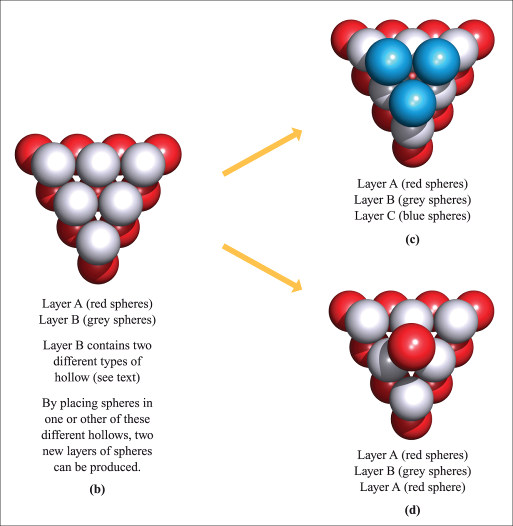 Layer A (red spheres)
Layer B (grey spheres)
Layer B contains two
different types of
hollow (see text)
By placing spheres in
one or other of these
different hollows, two
new layers of spheres
can be produced.
(b)
Layer A (red spheres)
Layer B (grey spheres)
Layer C (blue spheres)
(c)
Layer A (red spheres)
Layer B (grey spheres)
Layer A (red sphere)
(d)